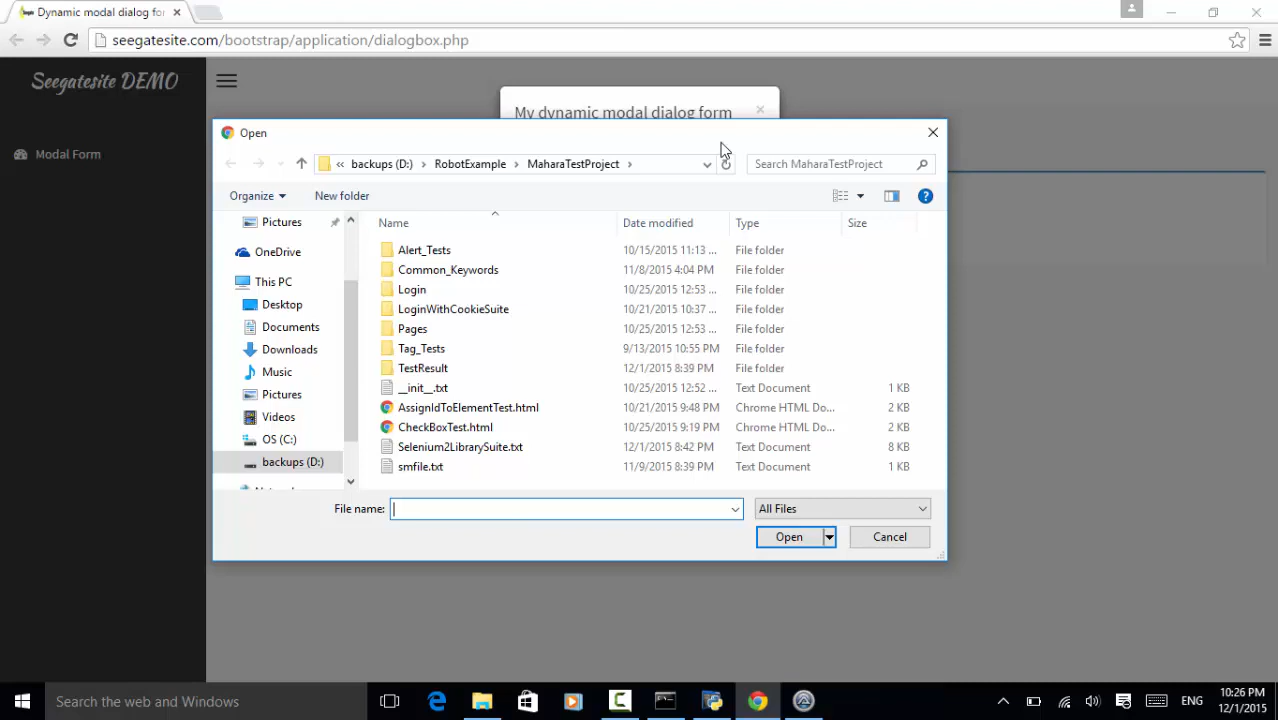 Dynamic modal dialog for
seegatesite.com/bootstrap/application/dialogbox.php
Seegatesite DEMO
Modal Form
My dynamic modal dialog form
Open
« backups (D:) > RobotExample > MaharaTestProject >
Search MaharaTestProject
Organize
New folder
Pictures
OneDrive
This PC
Desktop
Documents
Downloads
Music
Pictures
Videos
OS (C:)
backups (D:)
Name Date modified Type Size
Alert_Tests 10/15/2015 11:13 ... File folder
Common_Keywords 11/8/2015 4:04 PM File folder
Login 10/25/2015 12:53 ... File folder
LoginWithCookieSuite 10/21/2015 10:37 ... File folder
Pages 10/25/2015 12:53 ... File folder
Tag_Tests 9/13/2015 10:55 PM File folder
TestResult 12/1/2015 8:39 PM File folder
__init__.txt 10/25/2015 12:52 ... Text Document 1 KB
AssignIdToElementTest.html 10/21/2015 9:48 PM Chrome HTML Do... 2 KB
CheckBoxTest.html 10/25/2015 9:19 PM Chrome HTML Do... 2 KB
Selenium2LibrarySuite.txt 12/1/2015 8:42 PM Text Document 8 KB
smfile.txt 11/9/2015 8:39 PM Text Document 1 KB
File name:
All Files
Open
Cancel
Search the web and Windows
ENG
10:26 PM
12/1/2015